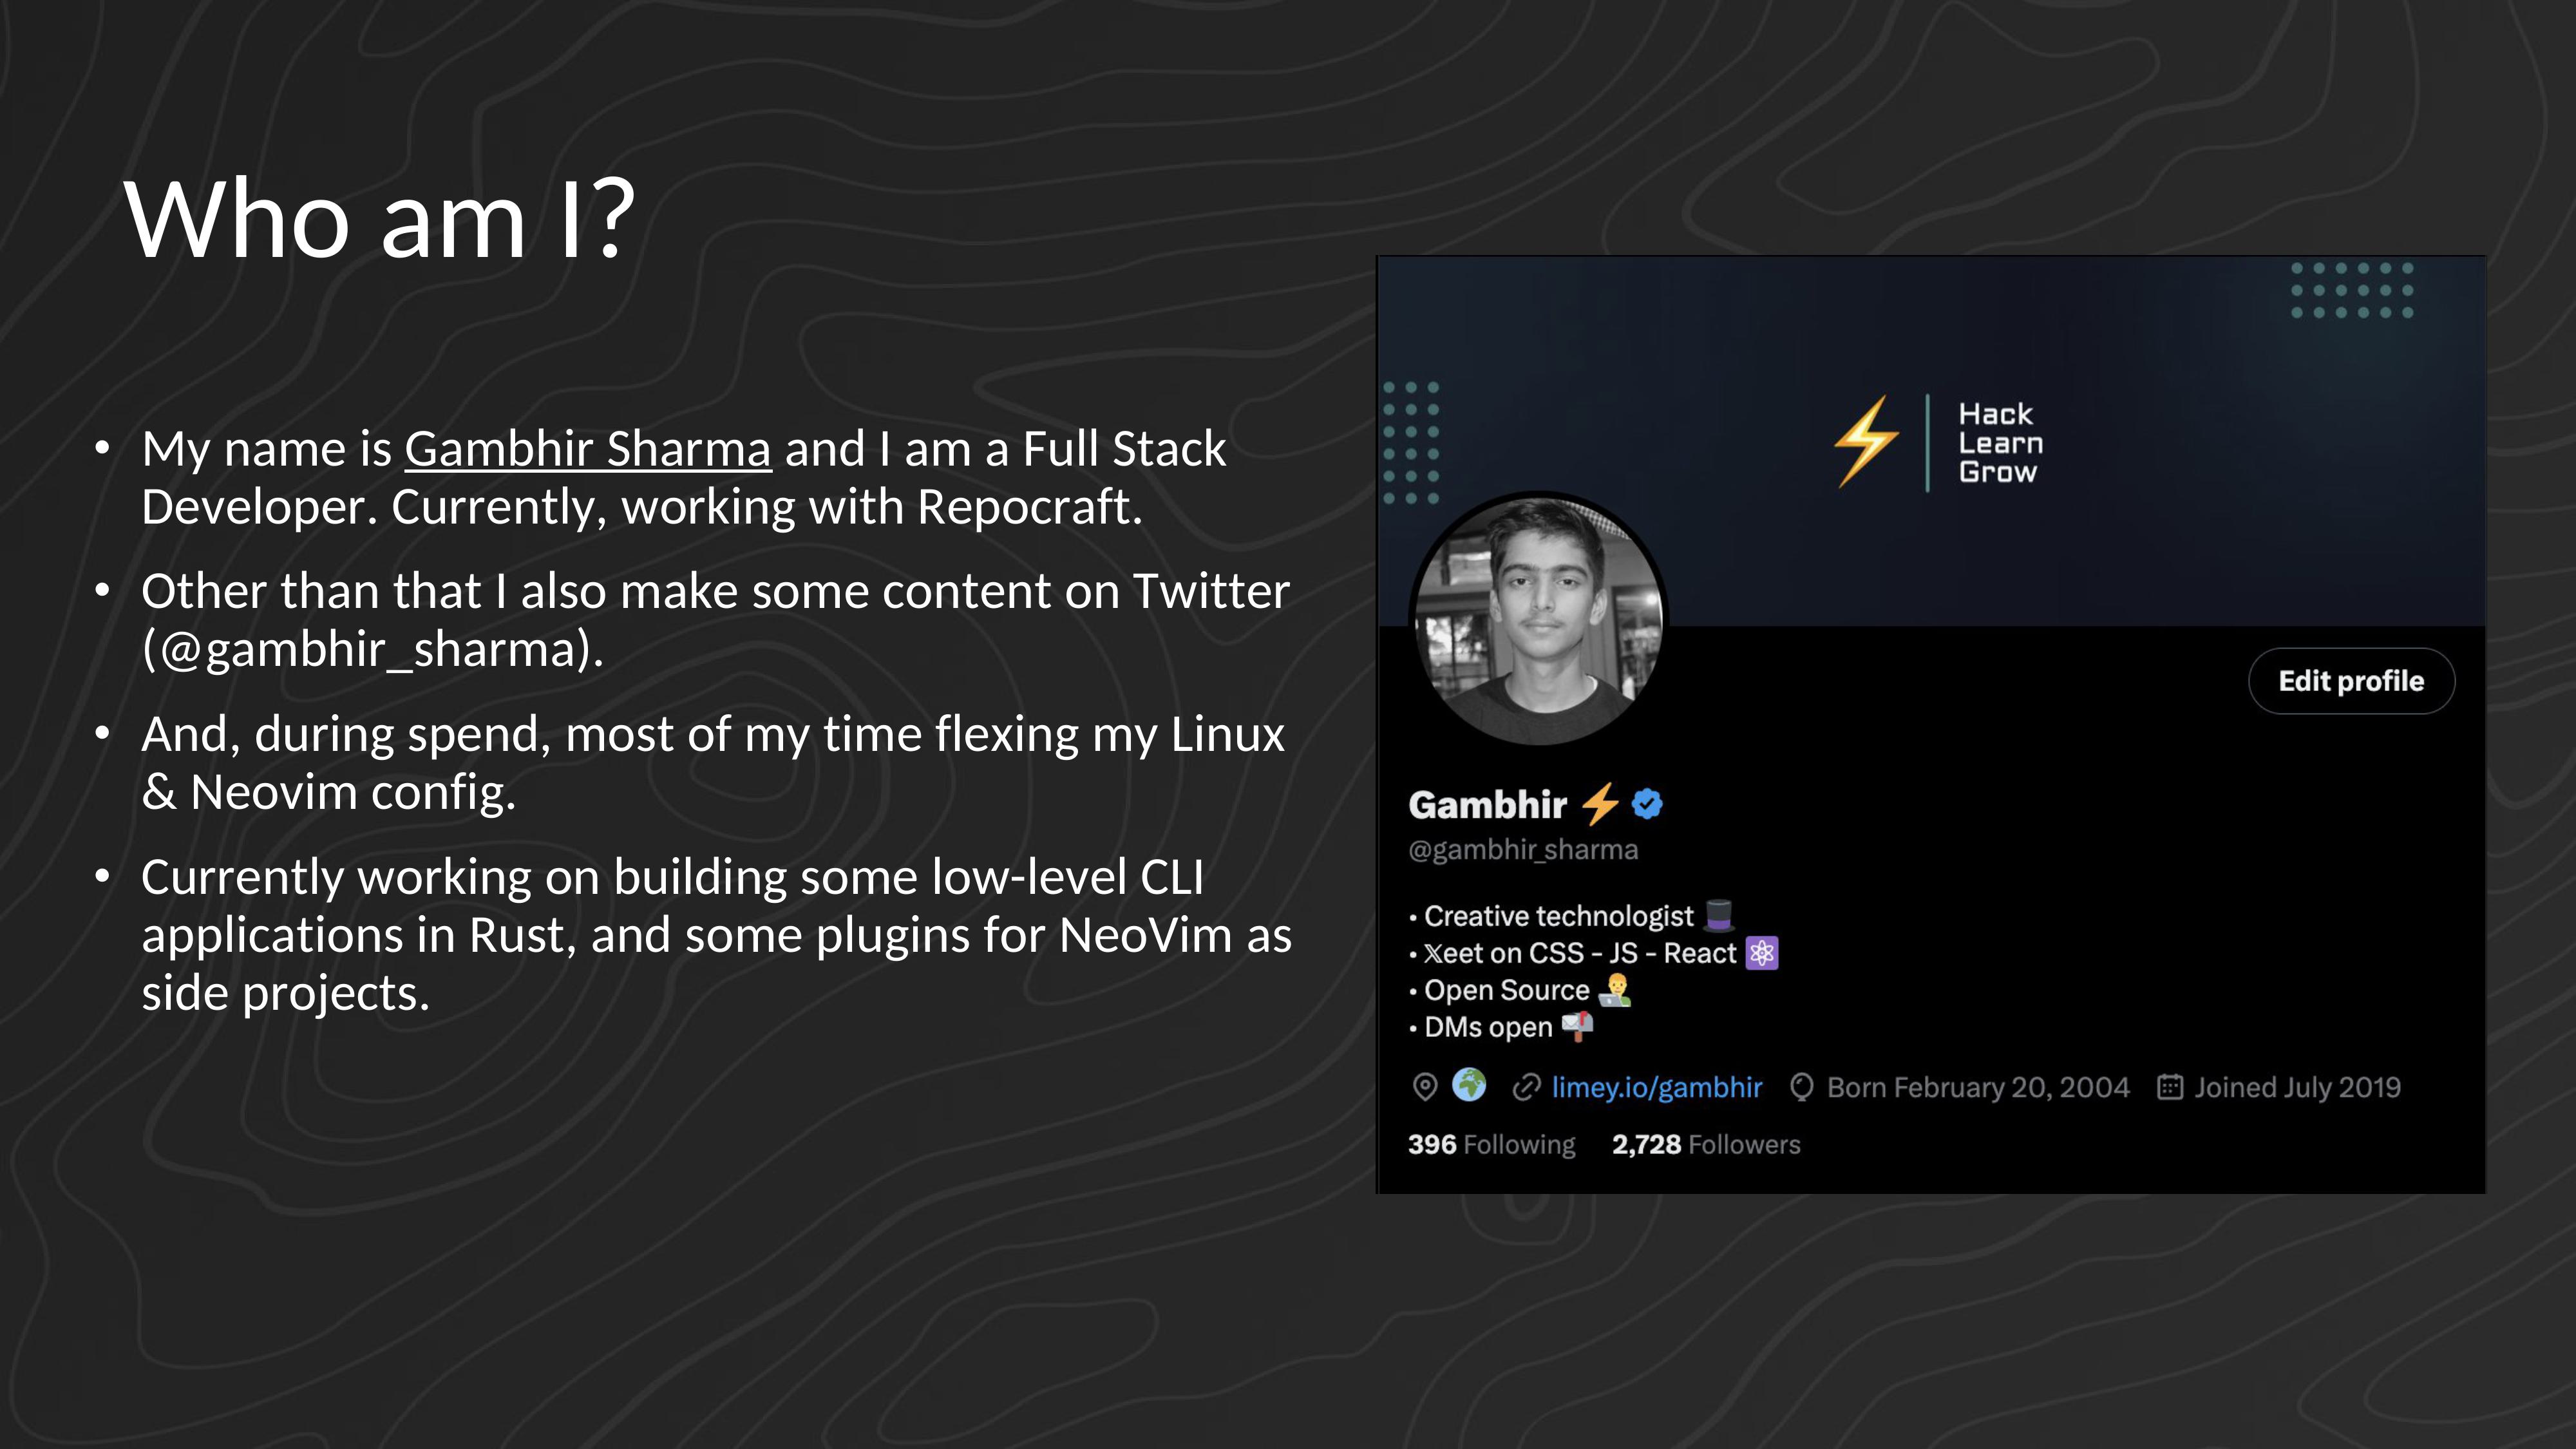 Who am I?
• My name is Gambhir Sharma and I am a Full Stack
Developer. Currently, working with Repocraft.
• Other than that I also make some content on Twitter
(@gambhir_sharma).
• And, during spend, most of my time flexing my Linux
& Neovim config.
• Currently working on building some low-level CLI
applications in Rust, and some plugins for NeoVim as
side projects.
Hack
Learn
Grow
Edit profile
Gambhir ⚡
@gambhir_sharma
• Creative technologist 🎩
• 𝕏eet on CSS - JS - React ⚛️
• Open Source 👨‍💻
• DMs open 📬
🌍 limey.io/gambhir Born February 20, 2004 Joined July 2019
396 Following 2,728 Followers